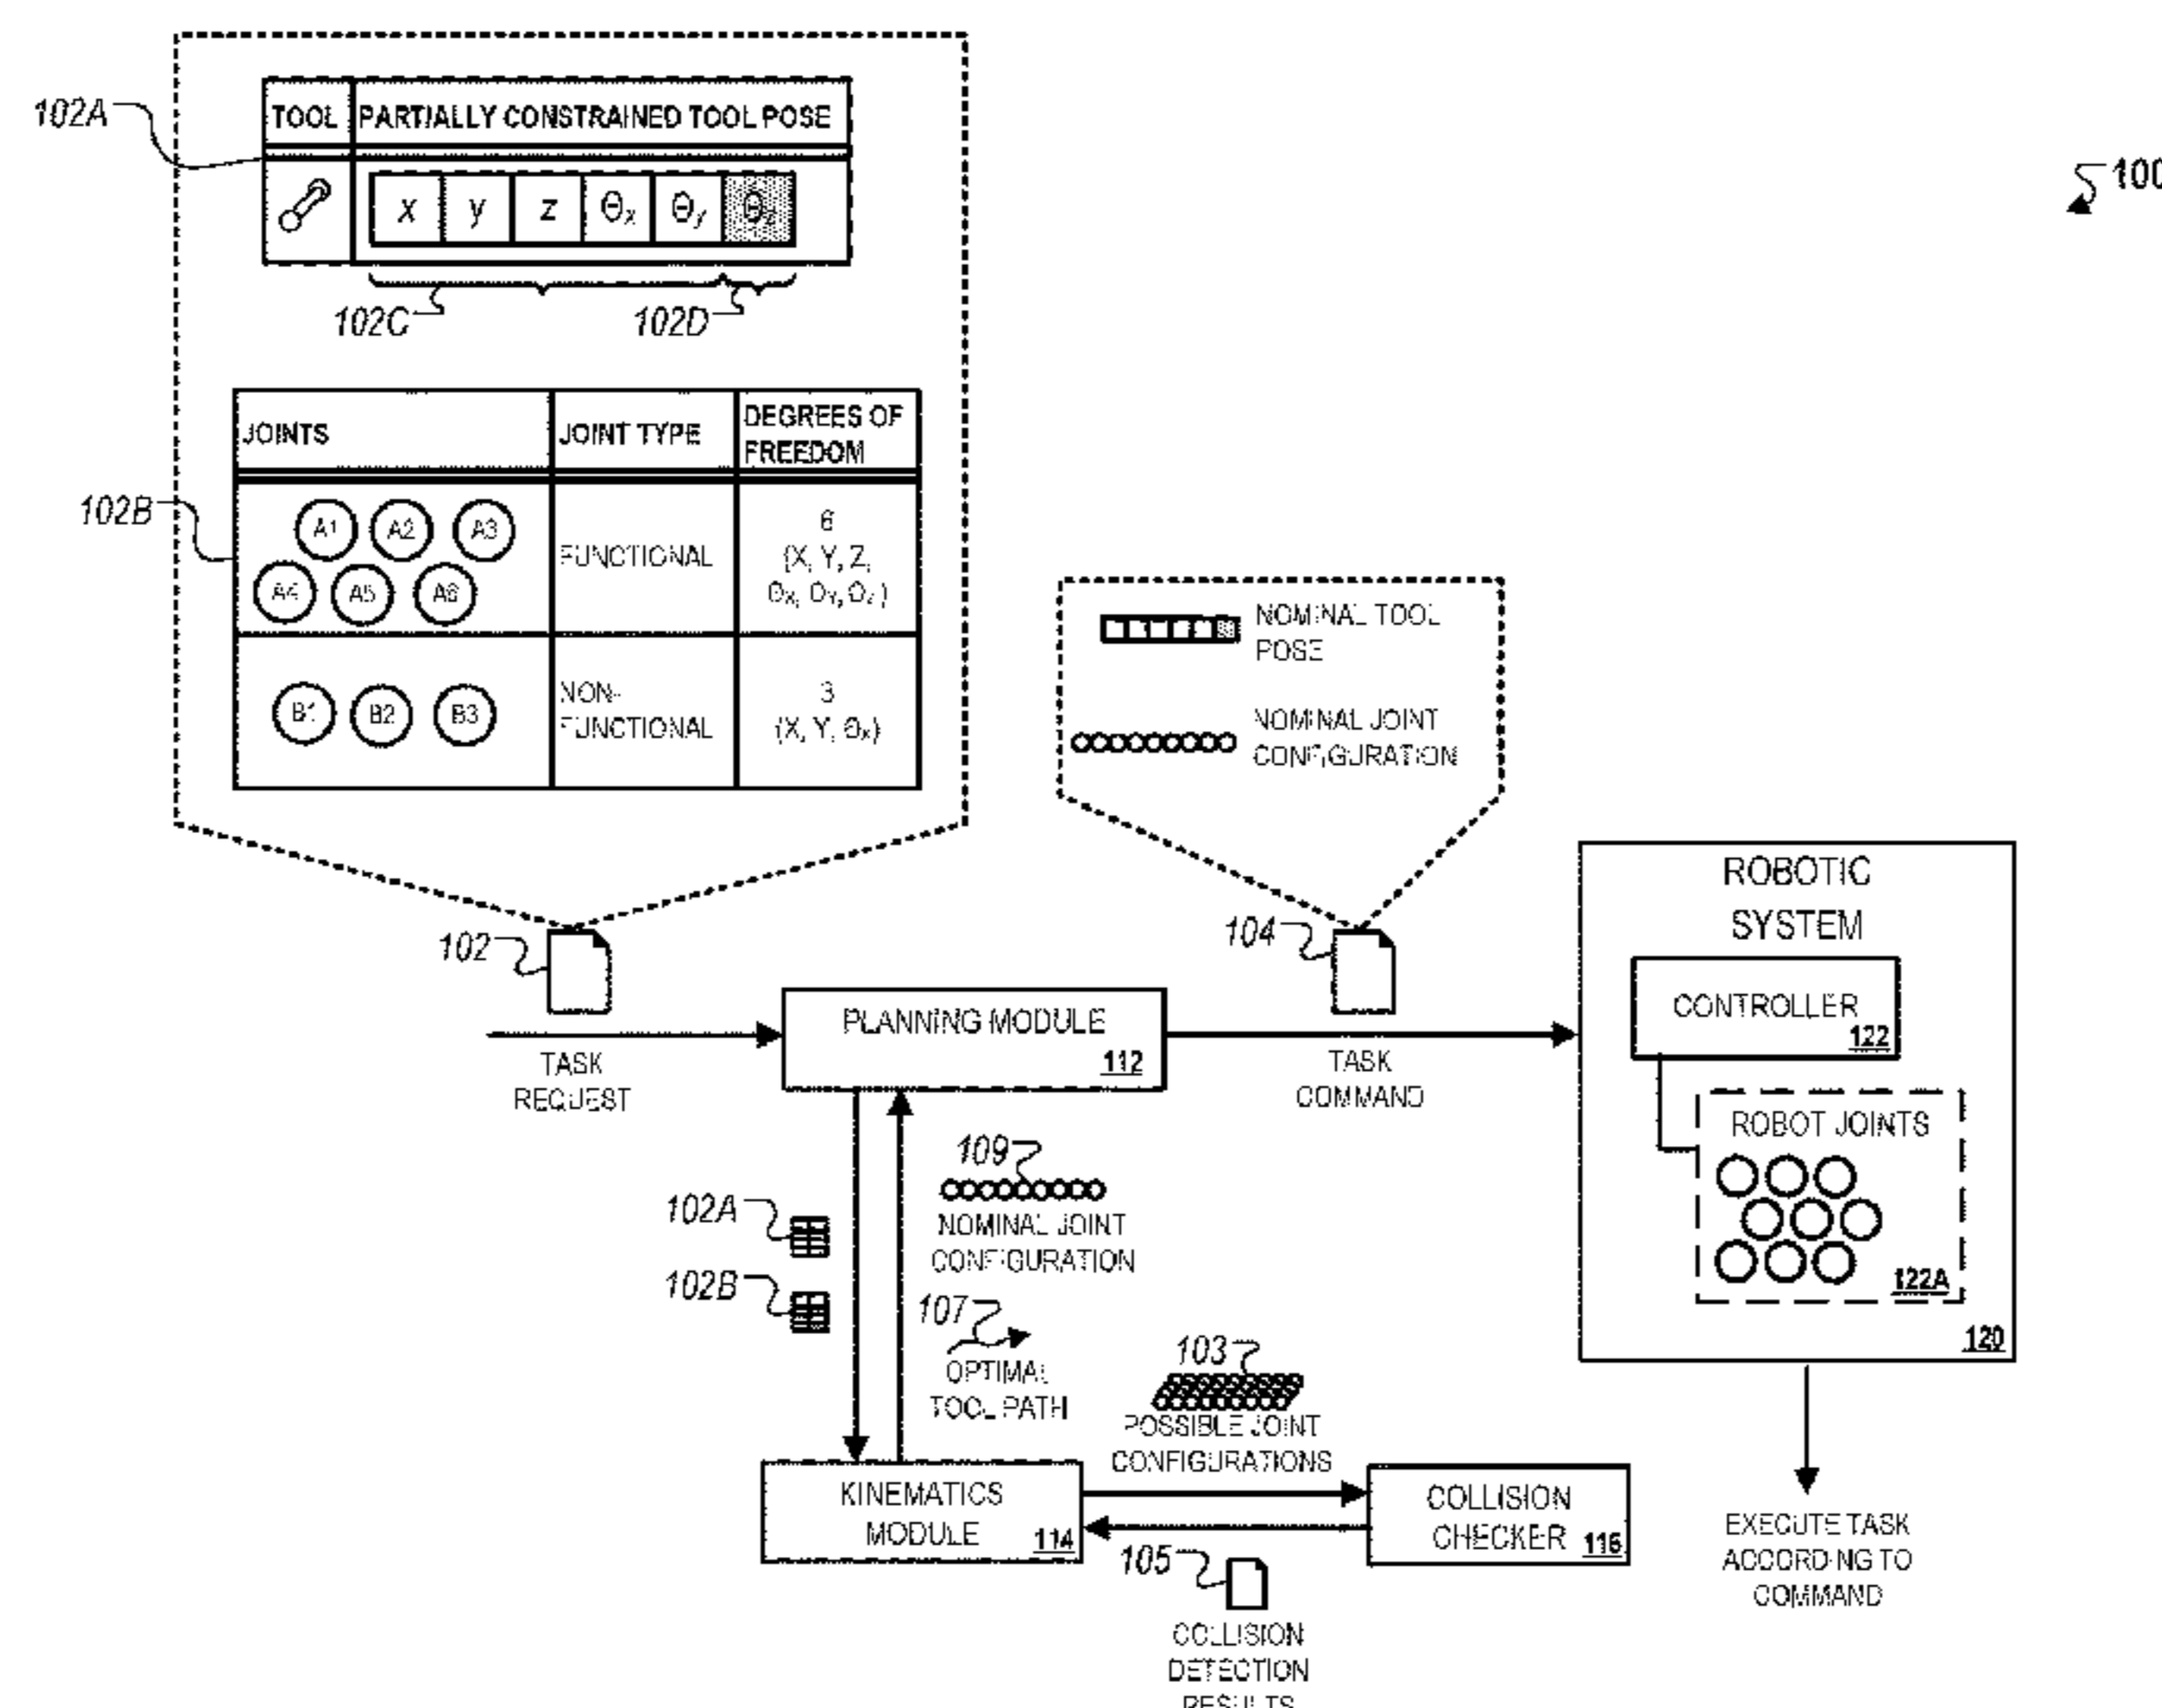 100
102A
TOOL PARTIALLY CONSTRAINED TOOL POSE
x y z Θx Θy Θz
102C 102D
JOINTS JOINT TYPE DEGREES OF
FREEDOM
102B
A1 A2 A3
A4 A5 A6
FUNCTIONAL
6
{X, Y, Z,
Θx, Θy, Θz}
B1 B2 B3
NON-
FUNCTIONAL
3
{X, Y, Θx}
NOMINAL TOOL
POSE
NOMINAL JOINT
CONFIGURATION
102
TASK
REQUEST
PLANNING MODULE
112
104
TASK
COMMAND
ROBOTIC
SYSTEM
CONTROLLER
122
ROBOT JOINTS
122A
120
102A
102B
109
NOMINAL JOINT
CONFIGURATION
107
OPTIMAL
TOOL PATH
103
POSSIBLE JOINT
CONFIGURATIONS
KINEMATICS
MODULE 114
COLLISION
CHECKER 116
105
COLLISION
DETECTION
RESULTS
EXECUTE TASK
ACCORDING TO
COMMAND